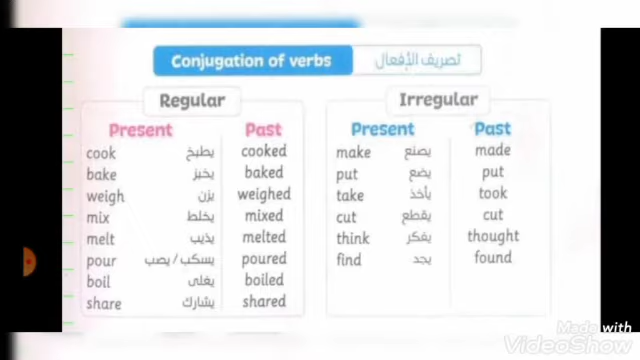 Conjugation of verbs تصريف الأفعال
Regular
Present Past
cook يطبخ cooked
bake يخبز baked
weigh يزن weighed
mix يخلط mixed
melt يذيب melted
pour يسكب / يصب poured
boil يغلى boiled
share يشارك shared
Irregular
Present Past
make يصنع made
put يضع put
take يأخذ took
cut يقطع cut
think يفكر thought
find يجد found
Made with
VideoShow